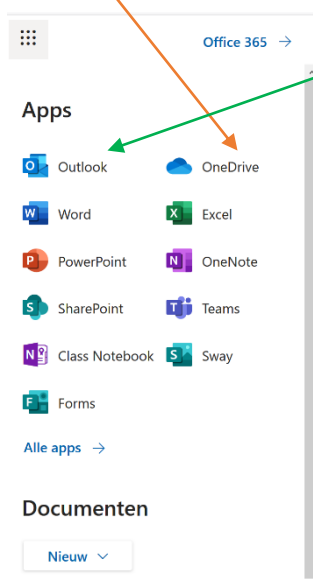 Office 365 →
Apps
Outlook OneDrive
Word Excel
PowerPoint OneNote
SharePoint Teams
Class Notebook Sway
Forms
Alle apps →
Documenten
Nieuw